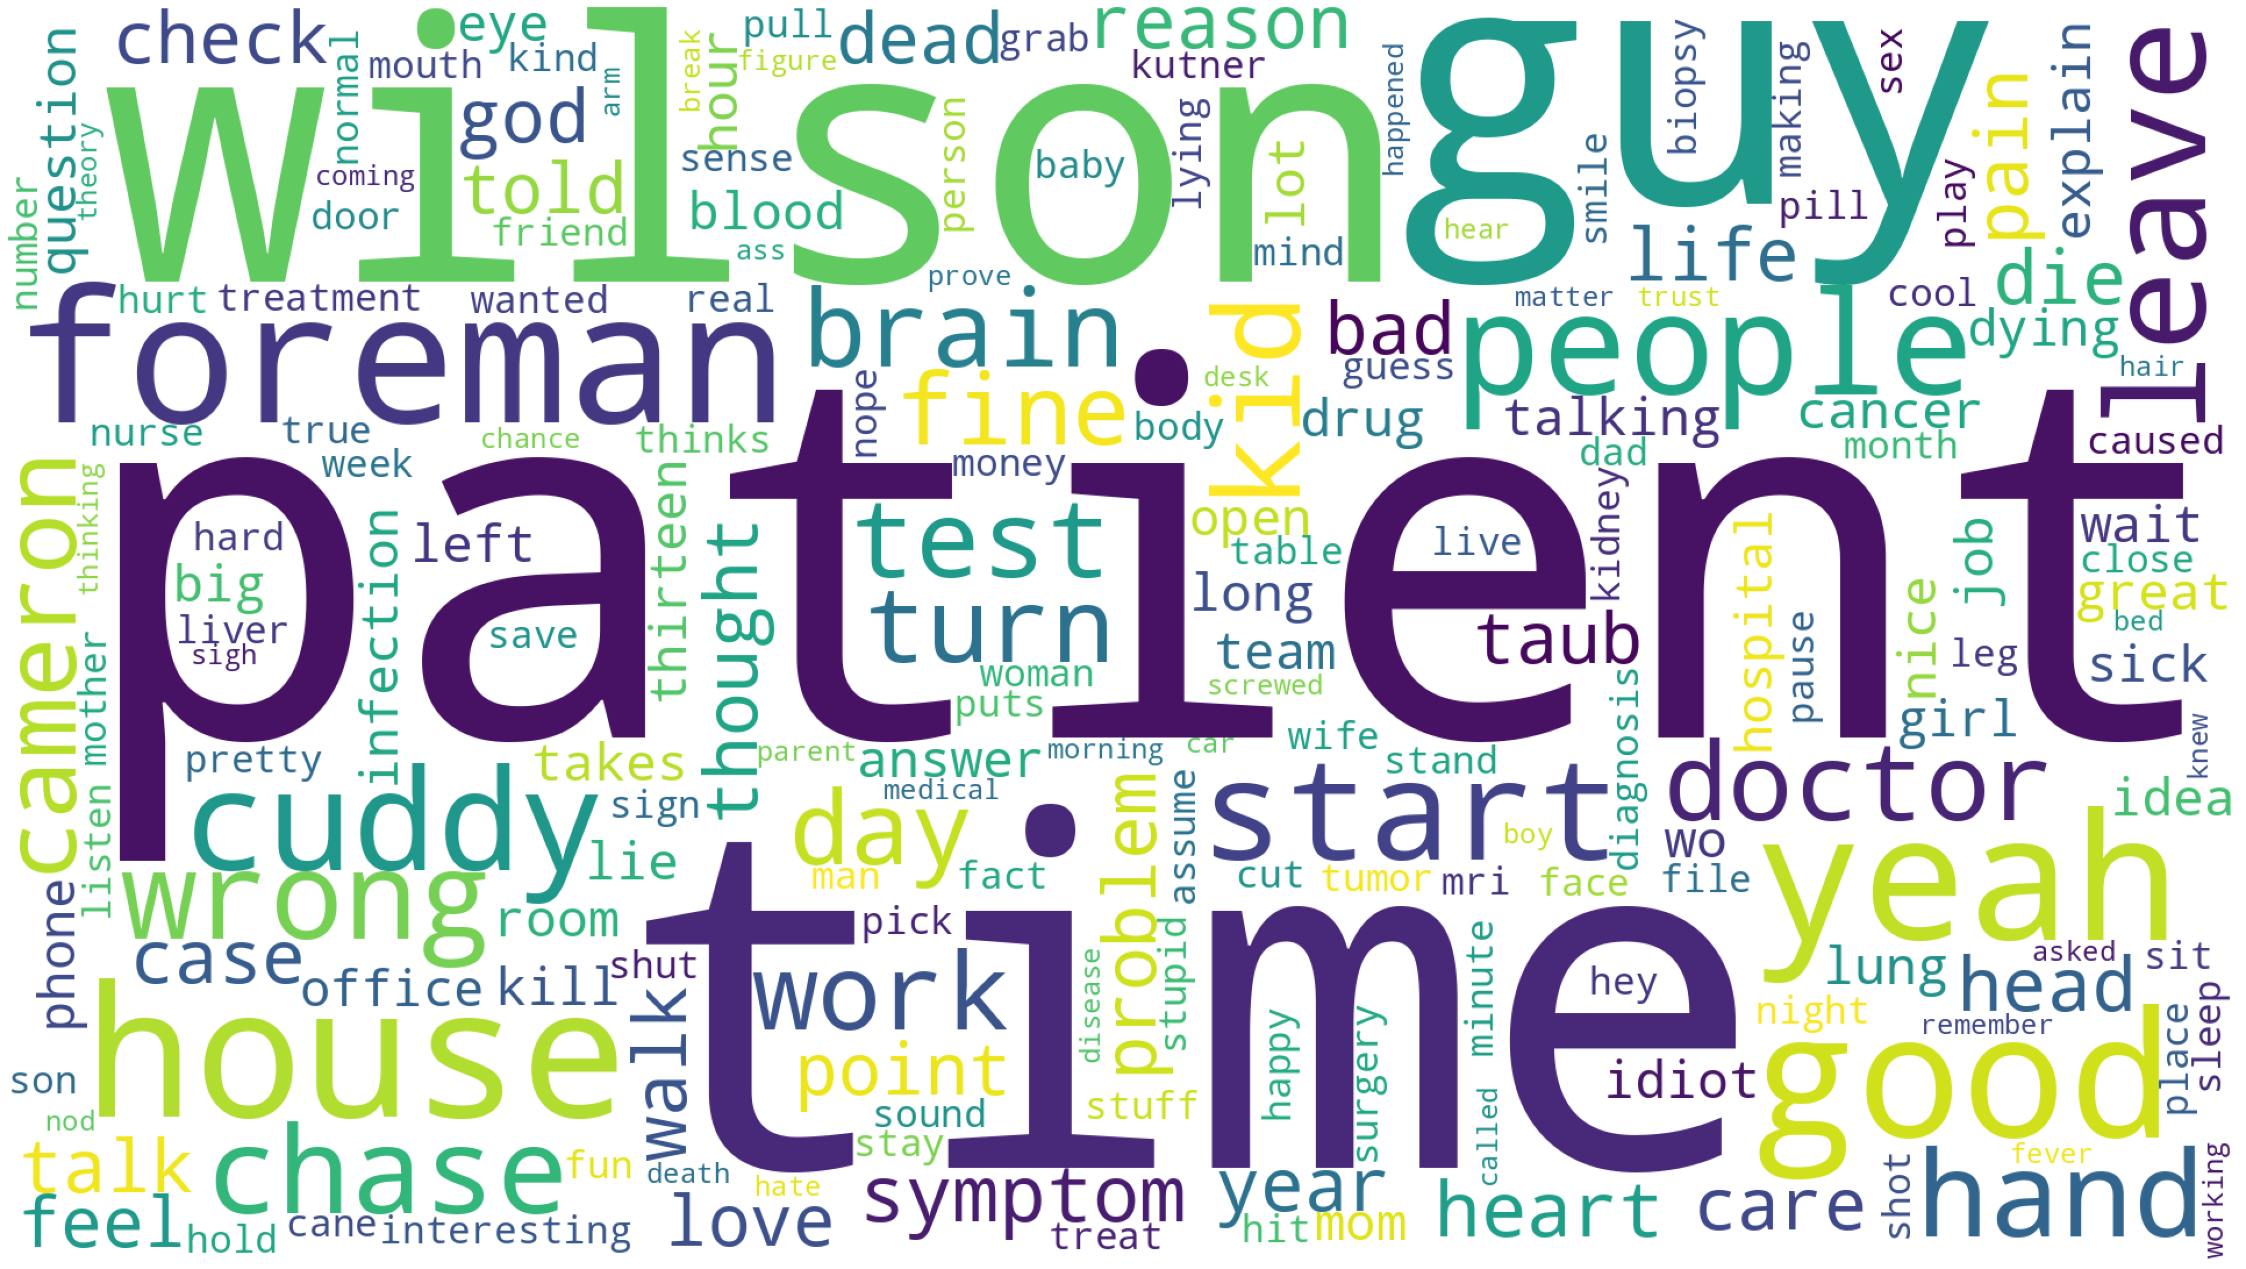 check
eye
pull
dead
grab
reason
mouth
kind
figure
break
arm
hour
kutner
biopsy
sex
explain
leave
question
normal
god
wilson
guy
happened
making
pain
theory
coming
told
sense
person
baby
lying
lot
smile
play
number
door
friend
blood
ass
mind
hear
pill
life
hurt
treatment
wanted
real
prove
matter
trust
cool
die
foreman
brain
kid
bad
people
dying
guess
hair
nurse
true
week
chance
thinks
nope
fine
desk
body
drug
talking
dad
cancer
month
caused
money
cameron
thinking
patient
hard
left
infection
big
liver
sigh
save
thirteen
thought
test
turn
open
table
long
live
kidney
team
taub
hospital
job
wait
close
great
bed
pause
nice
leg
sick
woman
puts
screwed
diagnosis
girl
mother
listen
pretty
takes
parent
answer
morning
car
wife
stand
knew
medical
cuddy
sign
day
problem
assume
start
doctor
idea
boy
wo
yeah
wrong
lie
man
fact
cut
tumor
mri
face
file
phone
room
pick
case
office
kill
shut
work
disease
stupid
minute
hey
lung
head
asked
sit
time
night
remember
sleep
place
house
walk
point
happy
surgery
idiot
good
son
nod
sound
stuff
stay
called
talk
chase
fun
death
hate
symptom
year
fever
working
feel
hold
cane
interesting
love
treat
hit
mom
heart
care
shot
hand